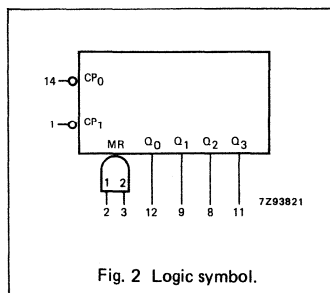 14 CP0
1 CP1
MR Q0 Q1 Q2 Q3
1 2
2 3 12 9 8 11
7Z93821
Fig. 2 Logic symbol.